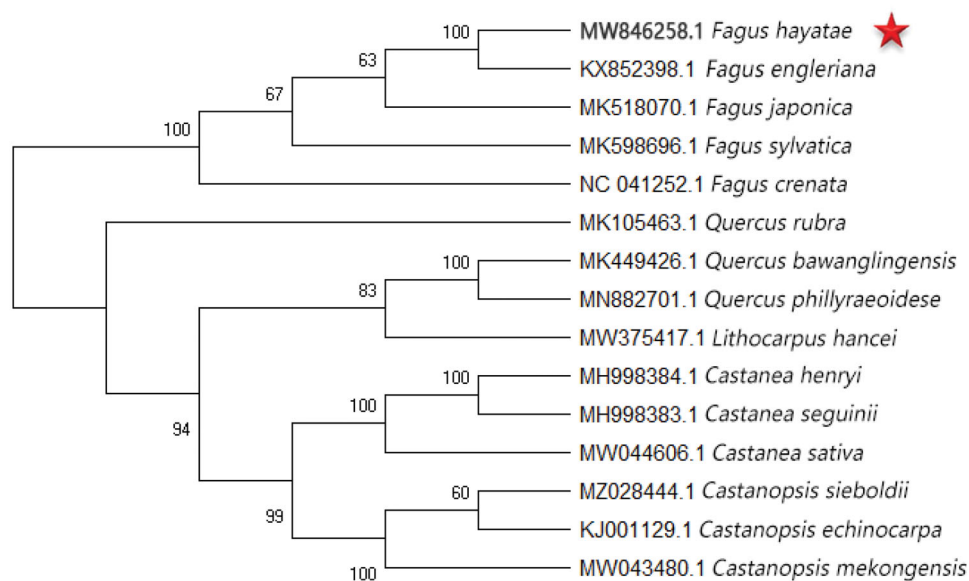 100
MW846258.1 Fagus hayatae
63
KX852398.1 Fagus engleriana
67
MK518070.1 Fagus japonica
100
MK598696.1 Fagus sylvatica
NC 041252.1 Fagus crenata
MK105463.1 Quercus rubra
100
MK449426.1 Quercus bawanglingensis
83
MN882701.1 Quercus phillyraeoidese
MW375417.1 Lithocarpus hancei
100
MH998384.1 Castanea henryi
100
MH998383.1 Castanea seguinii
94
MW044606.1 Castanea sativa
60
MZ028444.1 Castanopsis sieboldii
99
KJ001129.1 Castanopsis echinocarpa
100
MW043480.1 Castanopsis mekongensis